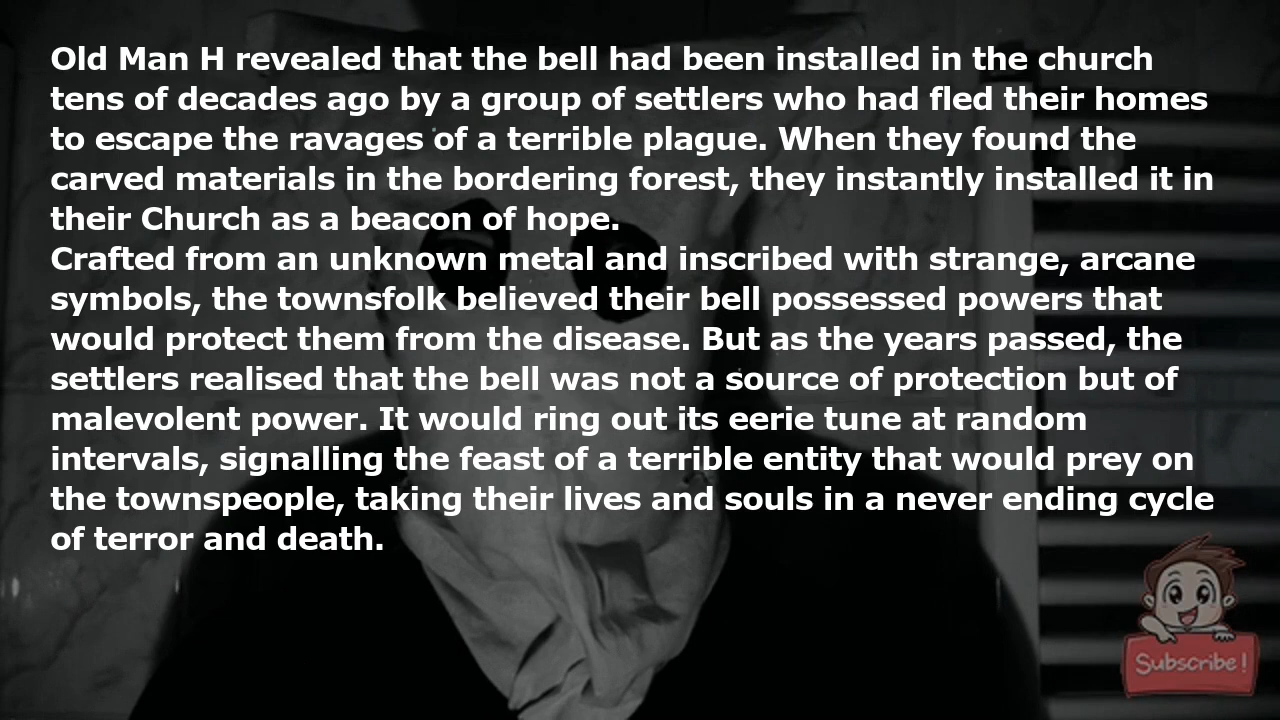 Old Man H revealed that the bell had been installed in the church
tens of decades ago by a group of settlers who had fled their homes
to escape the ravages of a terrible plague. When they found the
carved materials in the bordering forest, they instantly installed it in
their Church as a beacon of hope.
Crafted from an unknown metal and inscribed with strange, arcane
symbols, the townsfolk believed their bell possessed powers that
would protect them from the disease. But as the years passed, the
settlers realised that the bell was not a source of protection but of
malevolent power. It would ring out its eerie tune at random
intervals, signalling the feast of a terrible entity that would prey on
the townspeople, taking their lives and souls in a never ending cycle
of terror and death.
Subscribe!